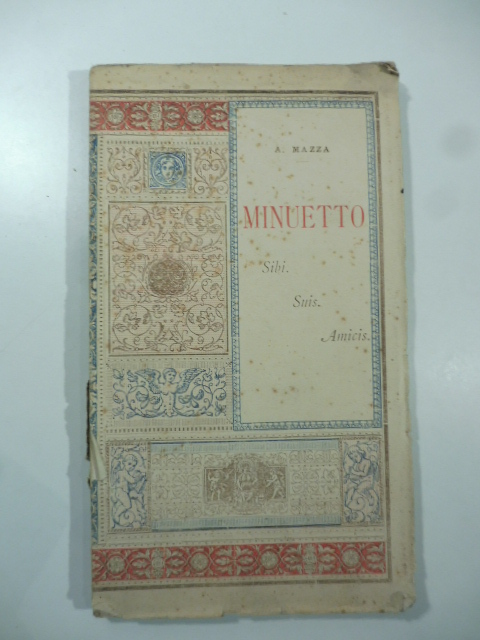 A. MAZZA
MINUETTO
Sibi.
Suis.
Amicis.